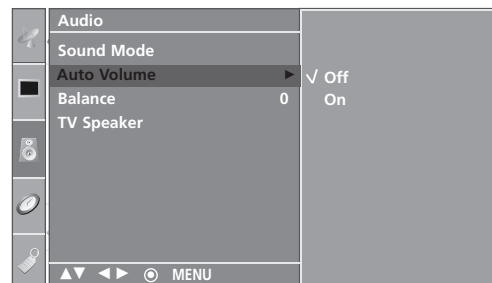 Audio
Sound Mode
Auto Volume ► √ Off
Balance 0 On
TV Speaker
▲▼ ◄► ◉ MENU